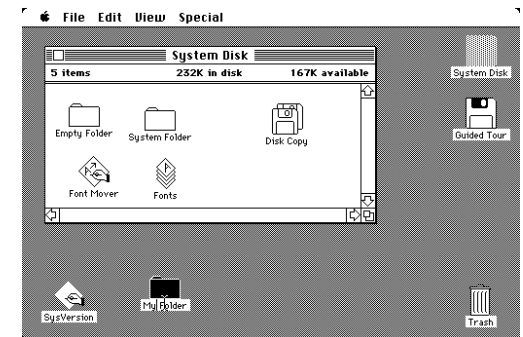 File Edit View Special
System Disk
5 items 232K in disk 167K available
System Disk
Empty Folder System Folder Disk Copy
Guided Tour
Font Mover Fonts
SysVersion My Folder Trash